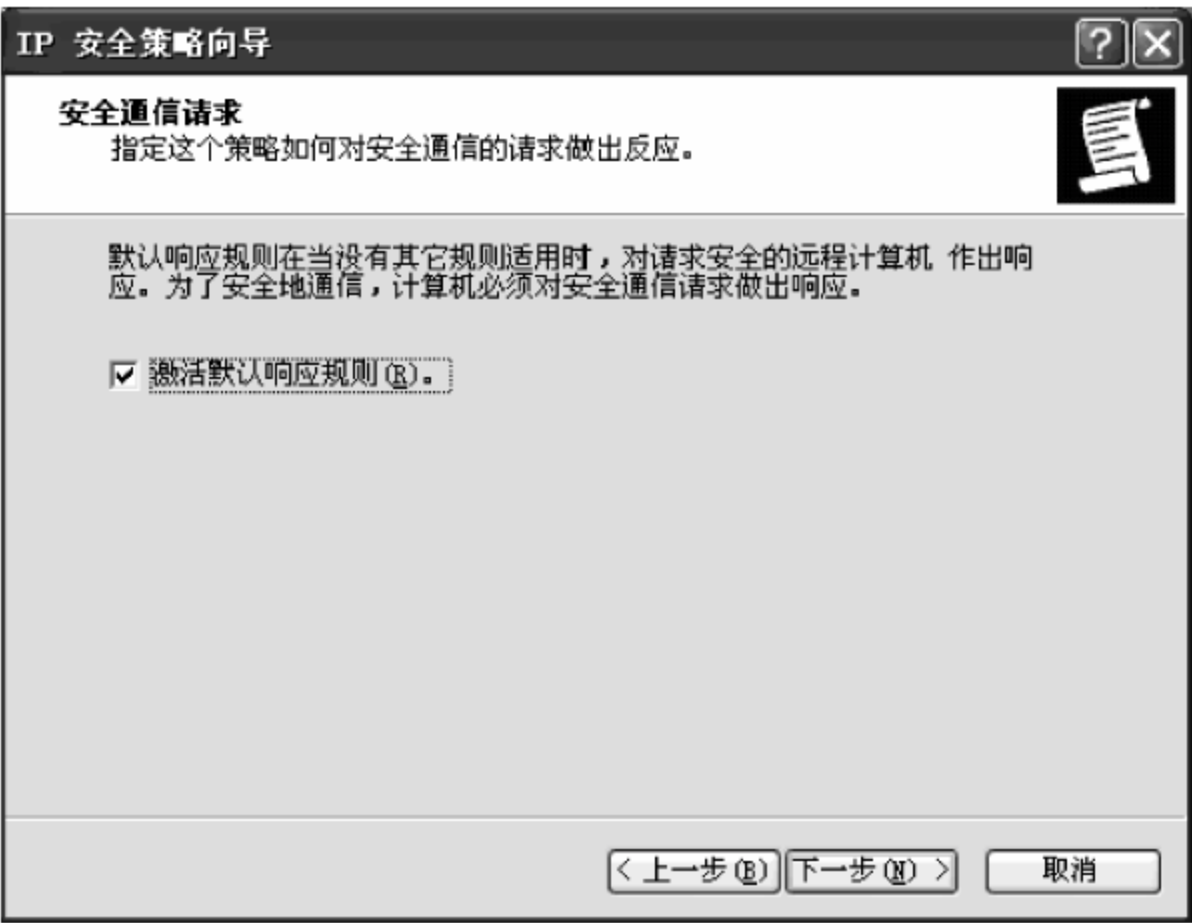 IP 安全策略向导
安全通信请求
指定这个策略如何对安全通信的请求做出反应。
默认响应规则在当没有其它规则适用时，对请求安全的远程计算机 作出响
应。为了安全地通信，计算机必须对安全通信请求做出响应。
激活默认响应规则(R)。
< 上一步(B) 下一步(N) > 取消